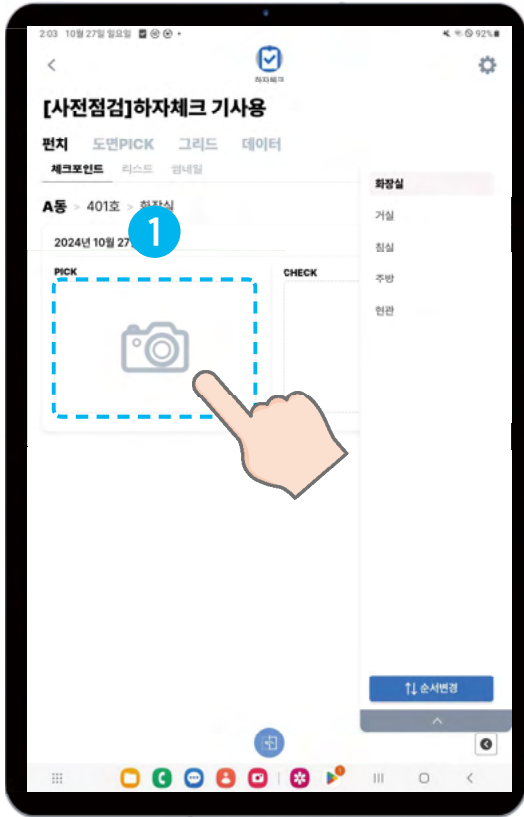 2:03 10월 27일 일요일
92%
하자체크
[사전점검]하자체크 기사용
펀치 도면PICK 그리드 데이터
체크포인트 리스트 썸네일
A동 > 401호 > 화장실
1
2024년 10월 27
PICK
CHECK
화장실
거실
침실
주방
현관
↑↓ 순서변경